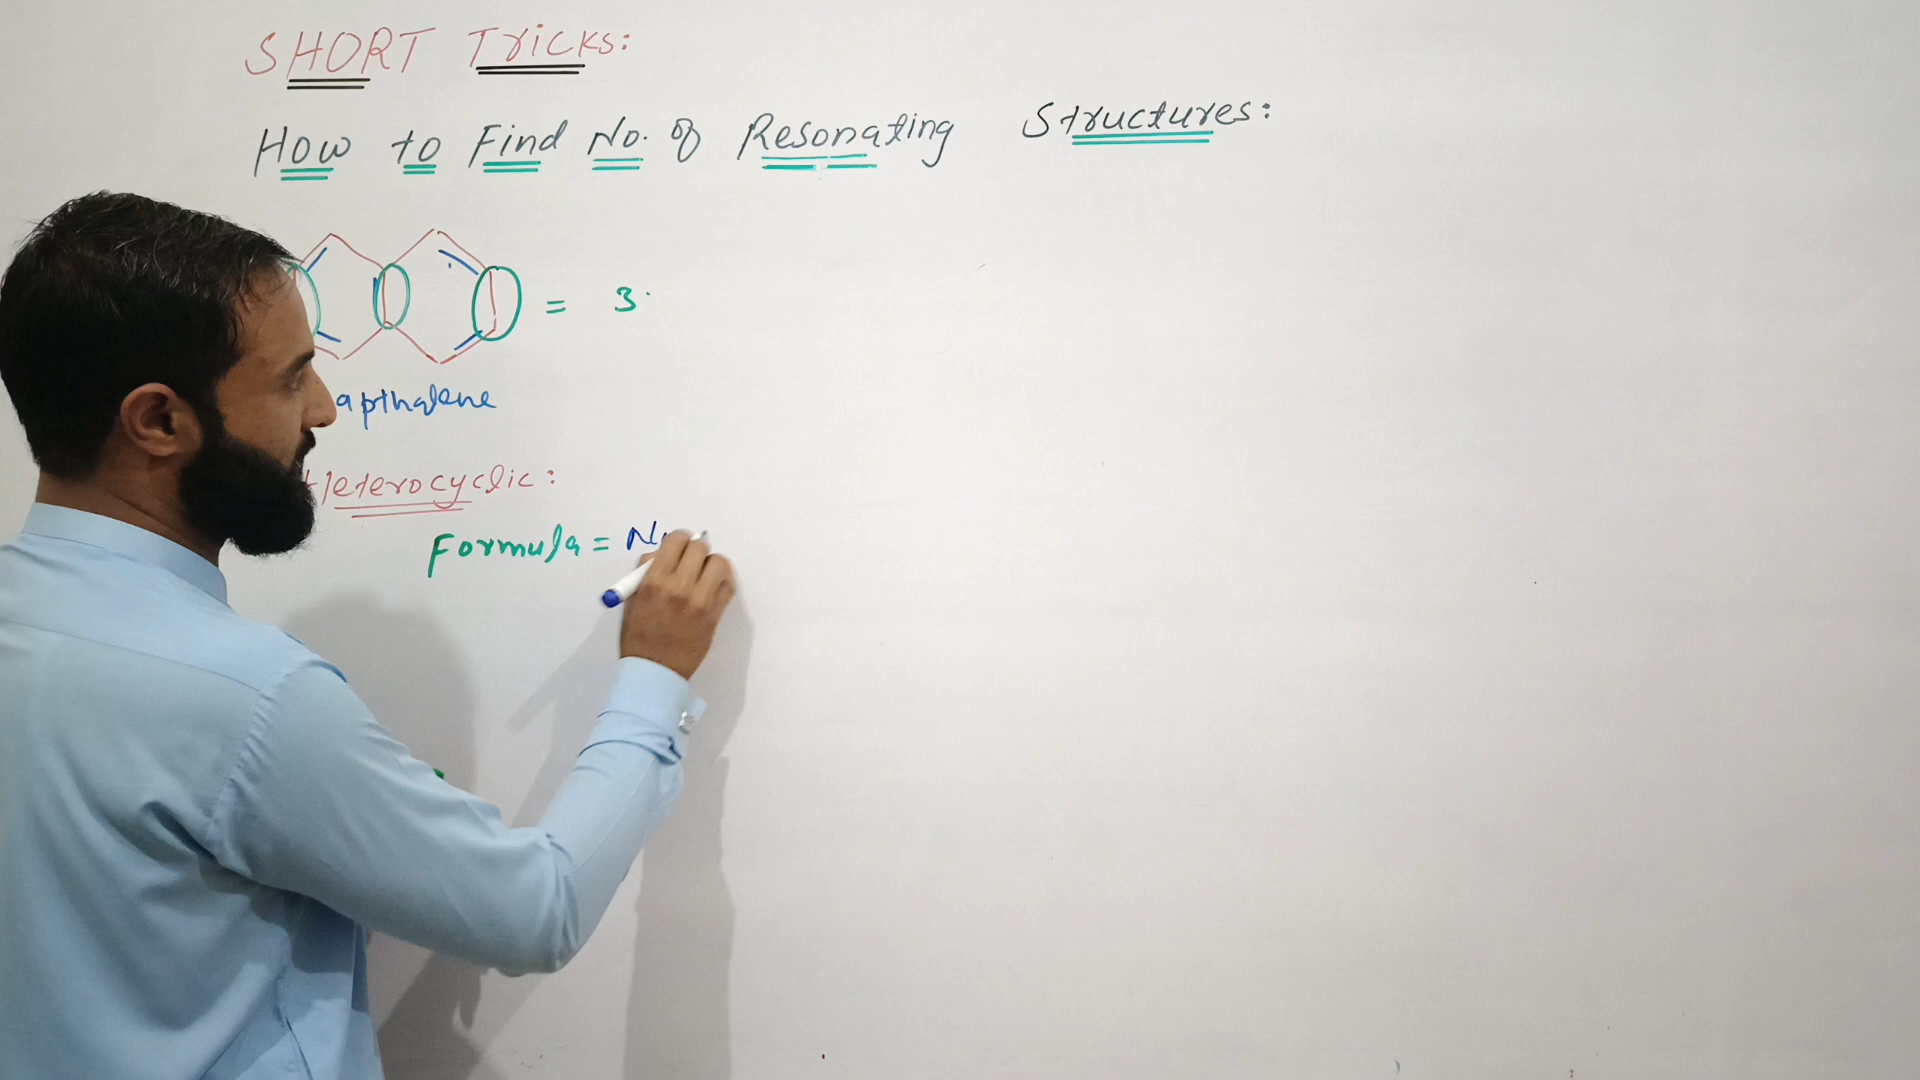 SHORT Tricks:
How to Find No. of Resonating Structures:
= 3
apthalene
Heterocyclic:
Formula =